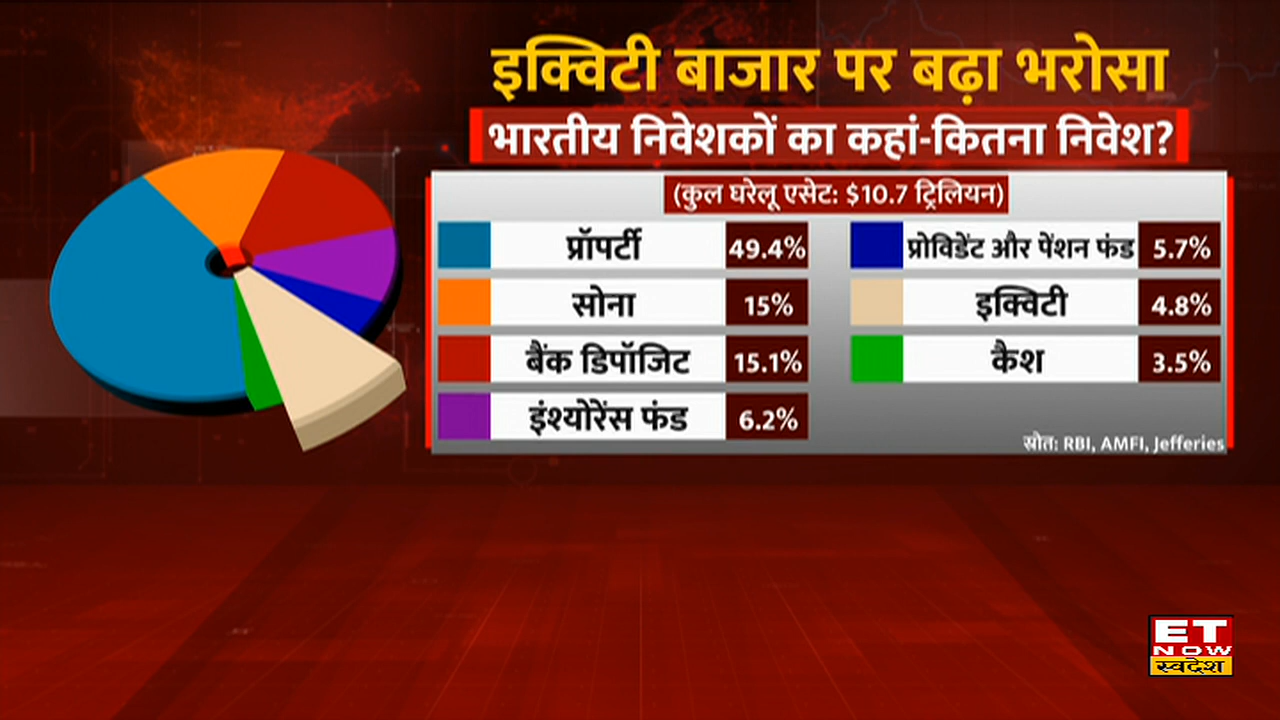 इक्विटी बाजार पर बढ़ा भरोसा
भारतीय निवेशकों का कहां-कितना निवेश?
(कुल घरेलू एसेट: $10.7 ट्रिलियन)
प्रॉपर्टी 49.4%
सोना 15%
बैंक डिपॉजिट 15.1%
इंश्योरेंस फंड 6.2%
प्रोविडेंट और पेंशन फंड 5.7%
इक्विटी 4.8%
कैश 3.5%
स्रोत: RBI, AMFI, Jefferies
ET
NOW
स्वदेश